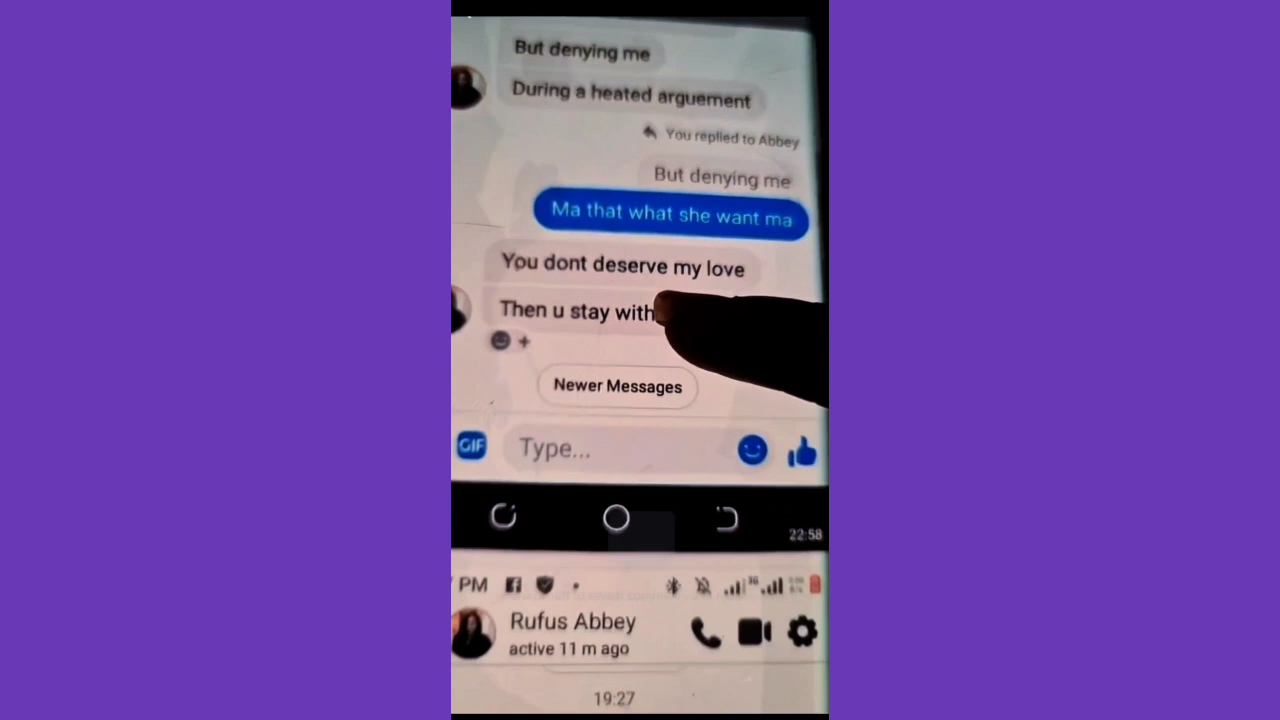 But denying me
During a heated arguement
You replied to Abbey
But denying me
Ma that what she want ma
You dont deserve my love
Then u stay with
Newer Messages
GIF
Type...
22:58
PM
3G
Rufus Abbey
active 11 m ago
19:27